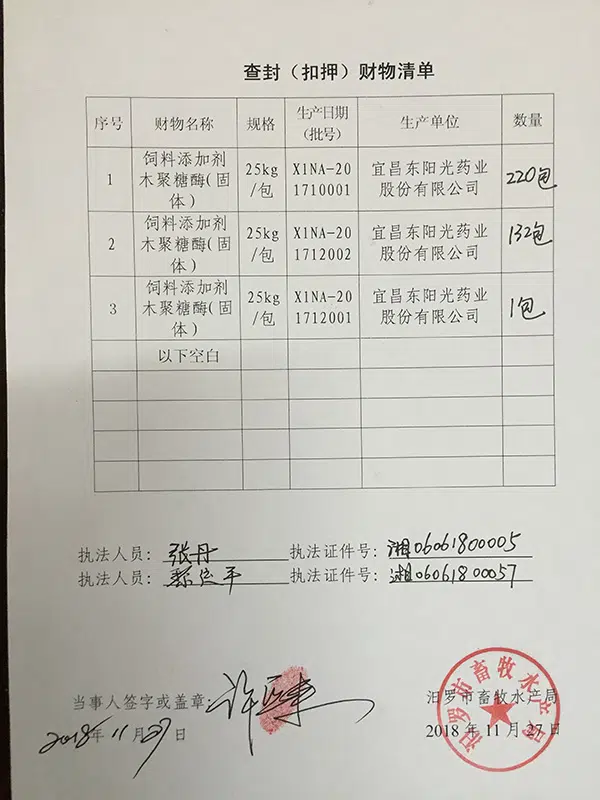 查封（扣押）财物清单
序号 财物名称 规格 生产日期（批号） 生产单位 数量
1 饲料添加剂木聚糖酶(固体) 25kg/包 X1NA-201710001 宜昌东阳光药业股份有限公司 220包
2 饲料添加剂木聚糖酶(固体) 25kg/包 X1NA-201712002 宜昌东阳光药业股份有限公司 132包
3 饲料添加剂木聚糖酶(固体) 25kg/包 X1NA-201712001 宜昌东阳光药业股份有限公司 1包
以下空白
执法人员：张丹 执法证件号：湘06061800005
执法人员： 执法证件号：湘06061800057
当事人签字或盖章：许 汨罗市畜牧水产局
2018年11月27日 2018年11月27日
汨罗市畜牧水产局